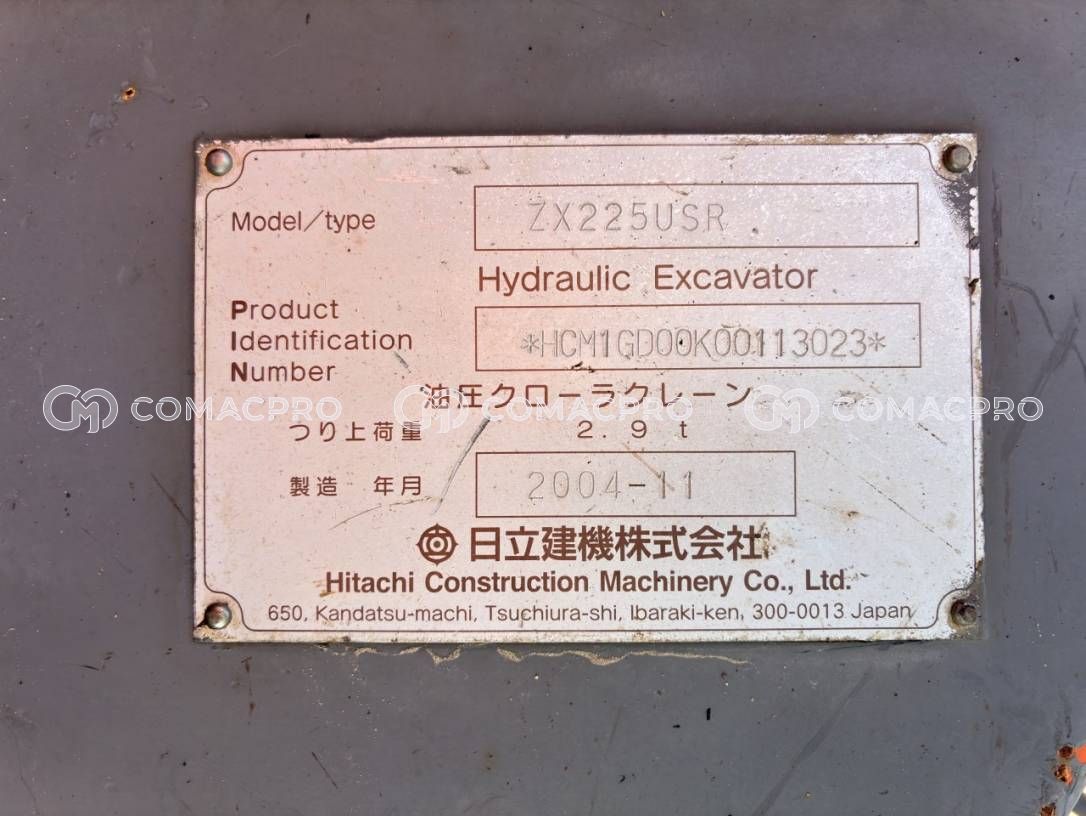 Model/type ZX225USR
Hydraulic Excavator
Product
Identification
Number
*HCM1GD00K00113023*
油圧クローラクレーン
COMACPRO COMACPRO COMACPRO
つり上荷重 2.9 t
製造 年月 2004-11
日立建機株式会社
Hitachi Construction Machinery Co., Ltd.
650, Kandatsu-machi, Tsuchiura-shi, Ibaraki-ken, 300-0013 Japan